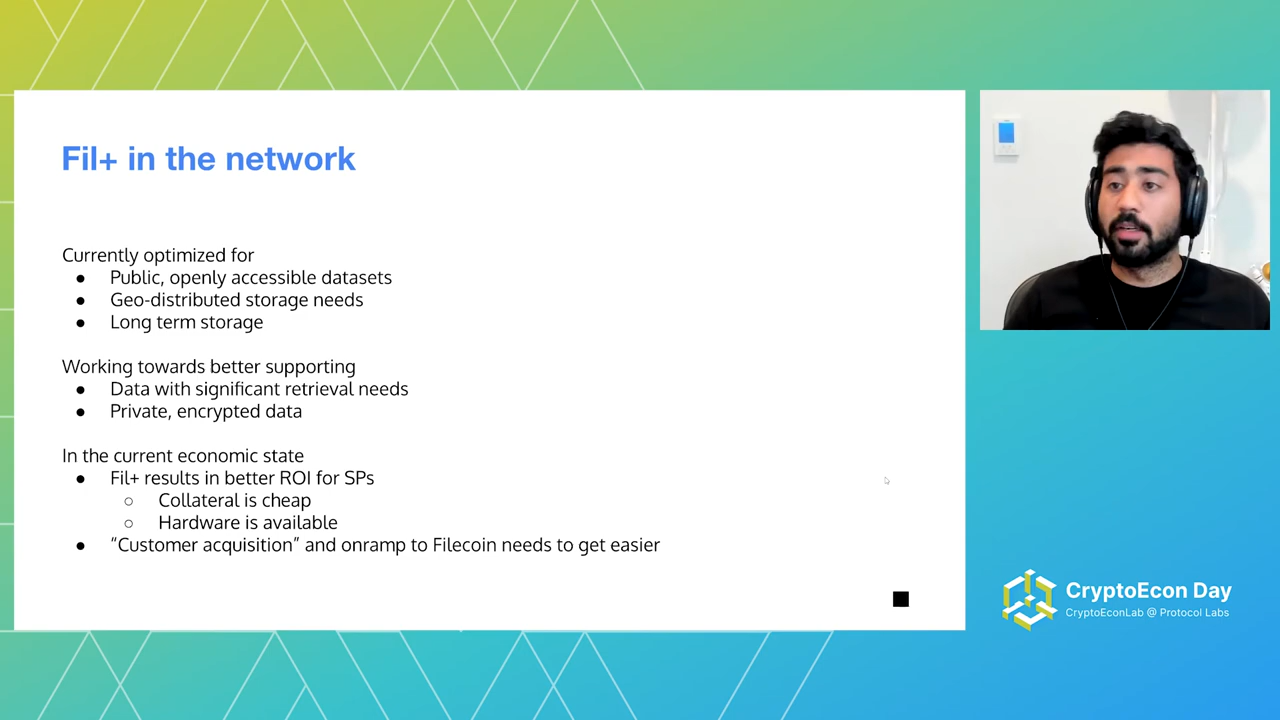 Fil+ in the network
Currently optimized for
● Public, openly accessible datasets
● Geo-distributed storage needs
● Long term storage
Working towards better supporting
● Data with significant retrieval needs
● Private, encrypted data
In the current economic state
● Fil+ results in better ROI for SPs
○ Collateral is cheap
○ Hardware is available
● “Customer acquisition” and onramp to Filecoin needs to get easier
CryptoEcon Day
CryptoEconLab @ Protocol Labs